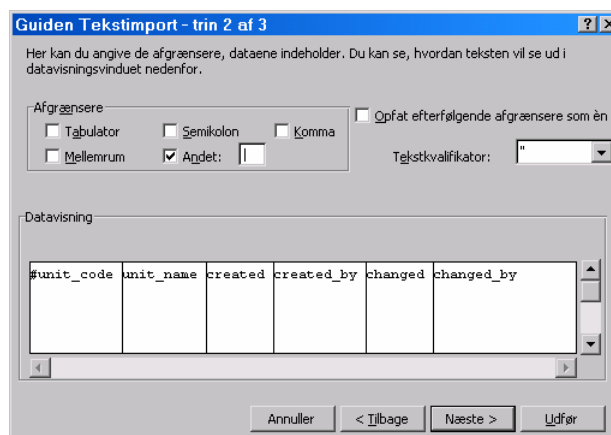 Guiden Tekstimport - trin 2 af 3
Her kan du angive de afgrænsere, dataene indeholder. Du kan se, hvordan teksten vil se ud i
datavisningsvinduet nedenfor.
Afgrænsere
Tabulator
Semikolon
Komma
Mellemrum
Andet: |
Opfat efterfølgende afgrænsere som èn
Tekstkvalifikator: "
Datavisning
#unit_code unit_name created created_by changed changed_by
Annuller
< Tilbage
Næste >
Udfør